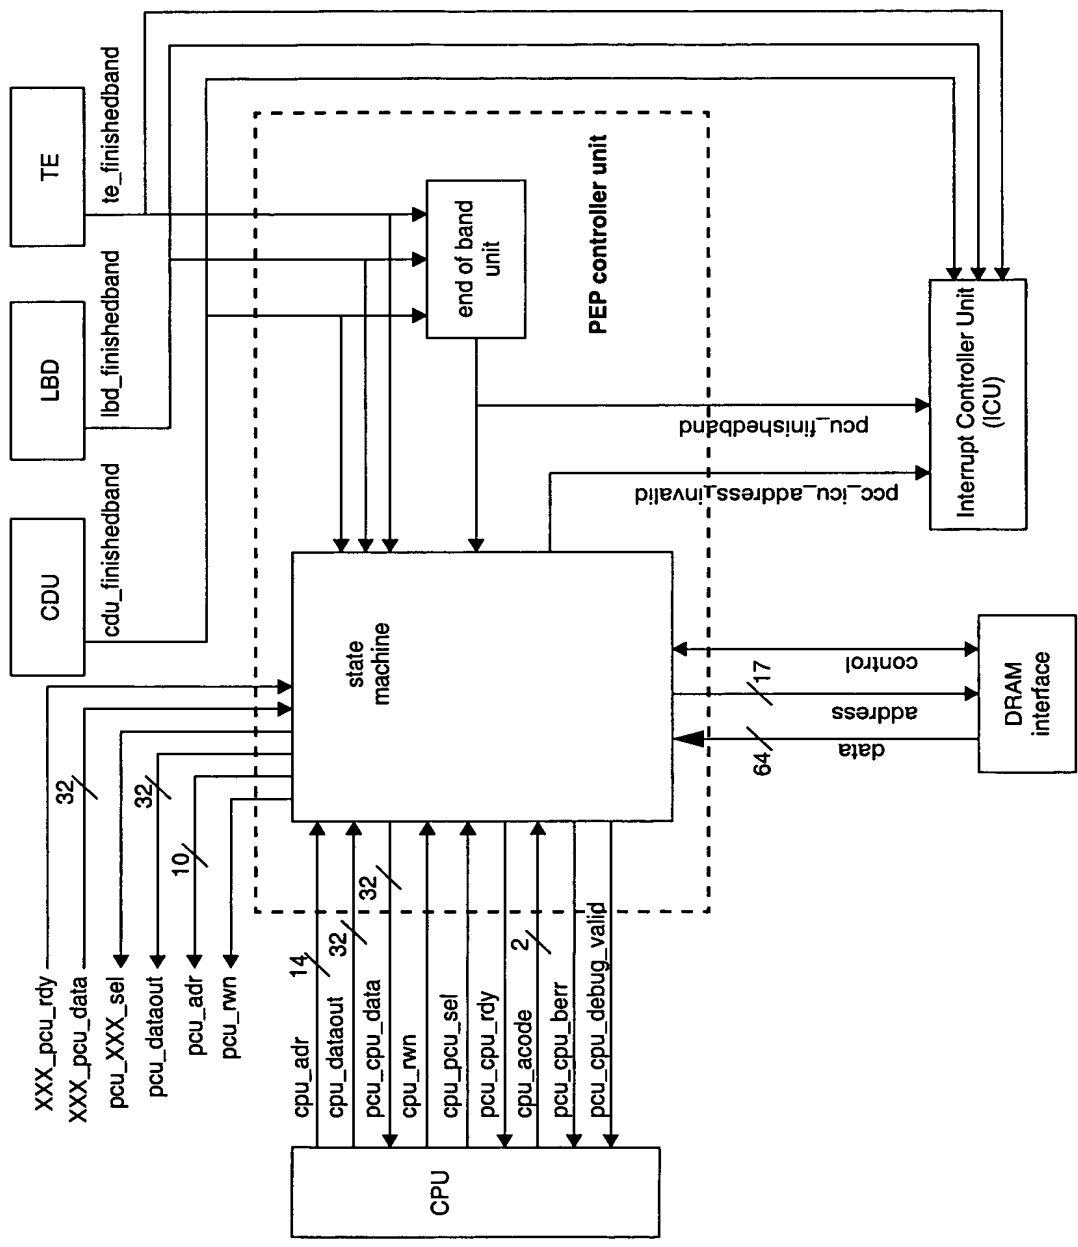 TE
te_finishedband
LBD
lbd_finishedband
CDU
cdu_finishedband
XXX_pcu_rdy
XXX_pcu_data
32
pcu_XXX_sel
pcu_dataout
32
pcu_adr
10
pcu_rwn
end of band
unit
PEP controller unit
state
machine
cpu_adr
14
cpu_dataout
32
pcu_cpu_data
32
cpu_rwn
cpu_pcu_sel
pcu_cpu_rdy
cpu_acode
2
pcu_cpu_berr
pcu_cpu_debug_valid
CPU
pcu_finishedband
pcc_icu_address_invalid
Interrupt Controller Unit
(ICU)
control
17
address
64
data
DRAM
interface